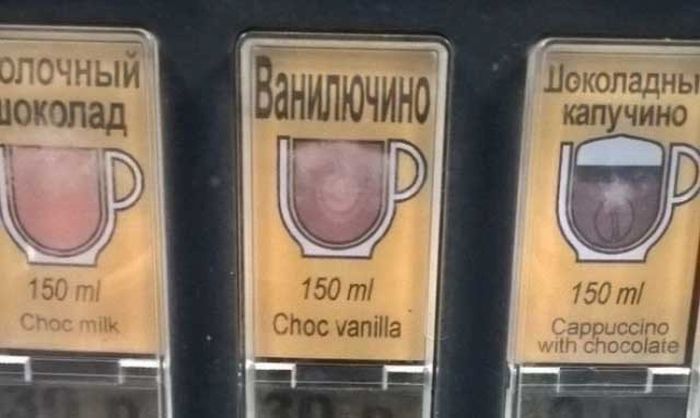 олочный
шоколад
150 ml
Choc milk
Ванилючино
150 ml
Choc vanilla
Шоколадны
капучино
150 ml
Cappuccino
with chocolate